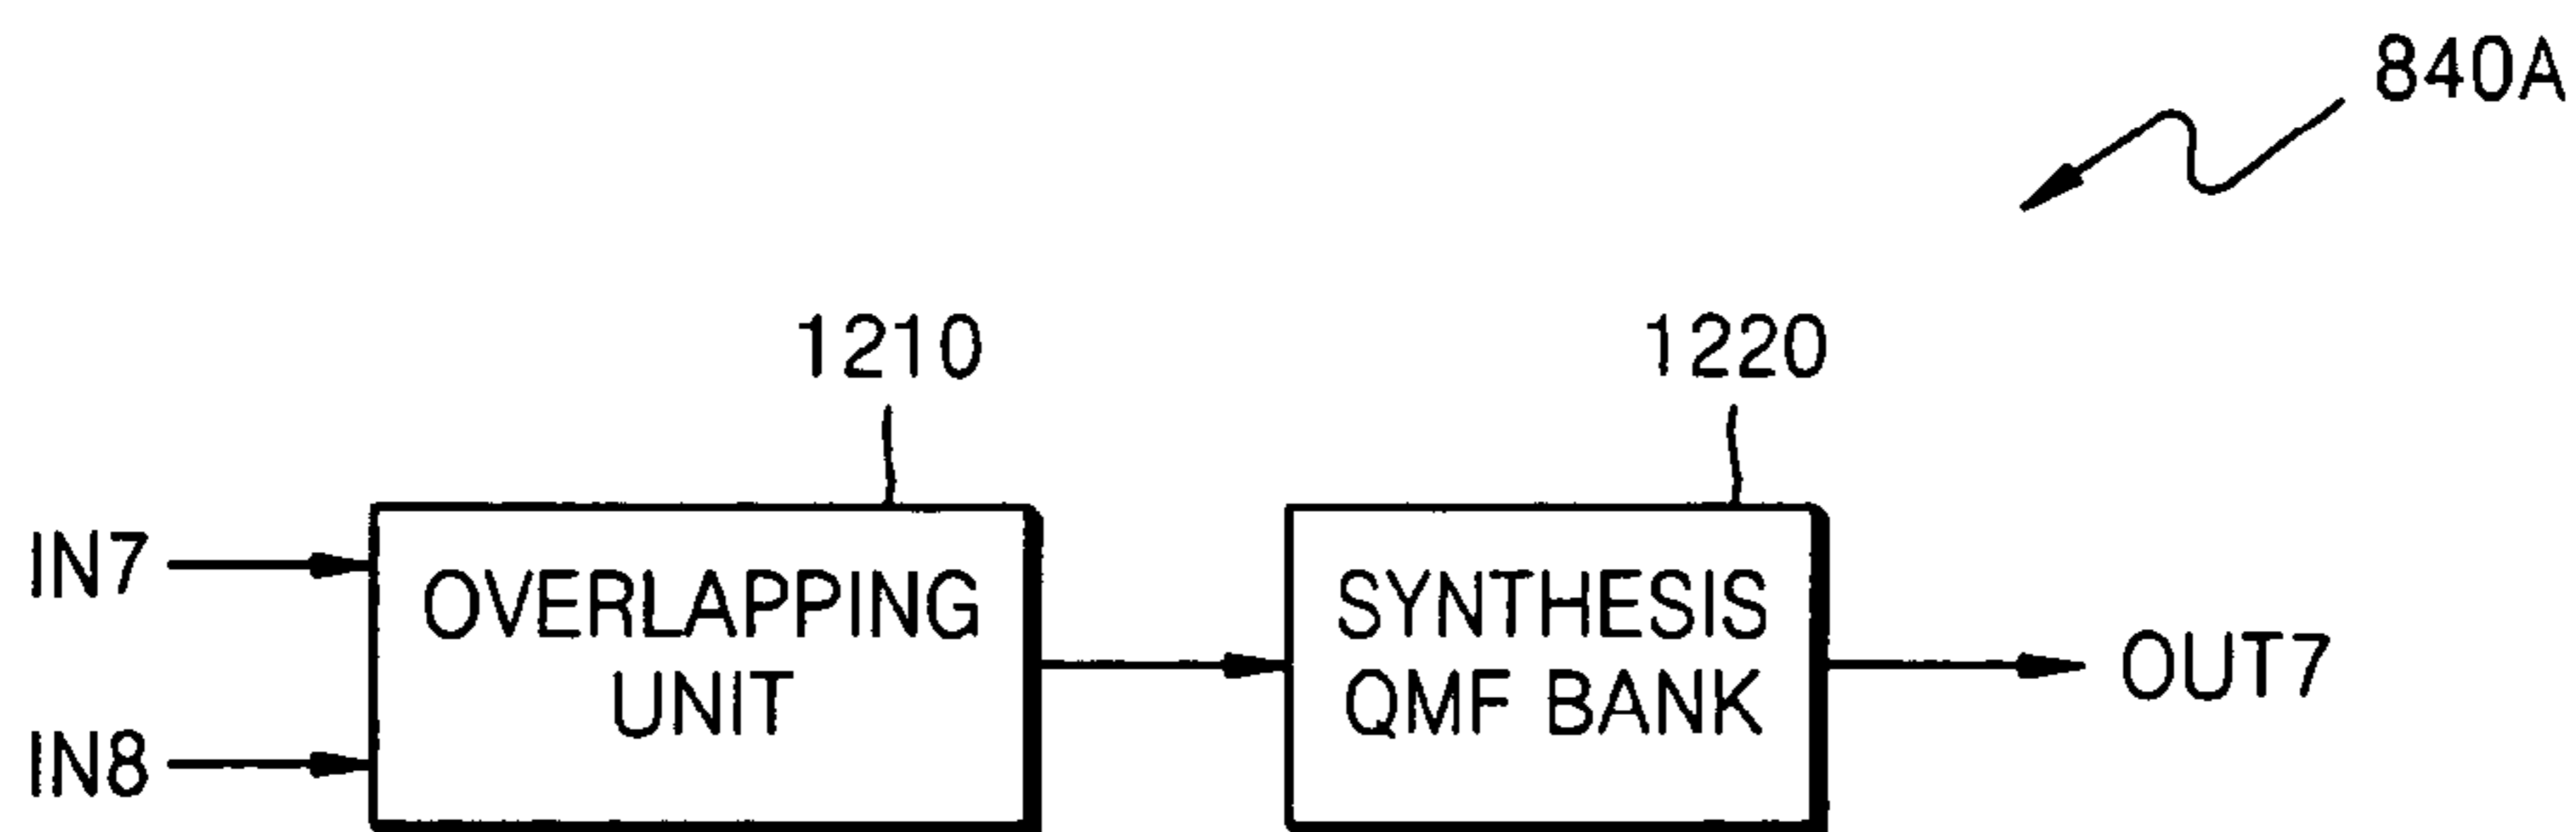 840A
1210
1220
IN7
OVERLAPPING
UNIT
IN8
SYNTHESIS
QMF BANK
OUT7